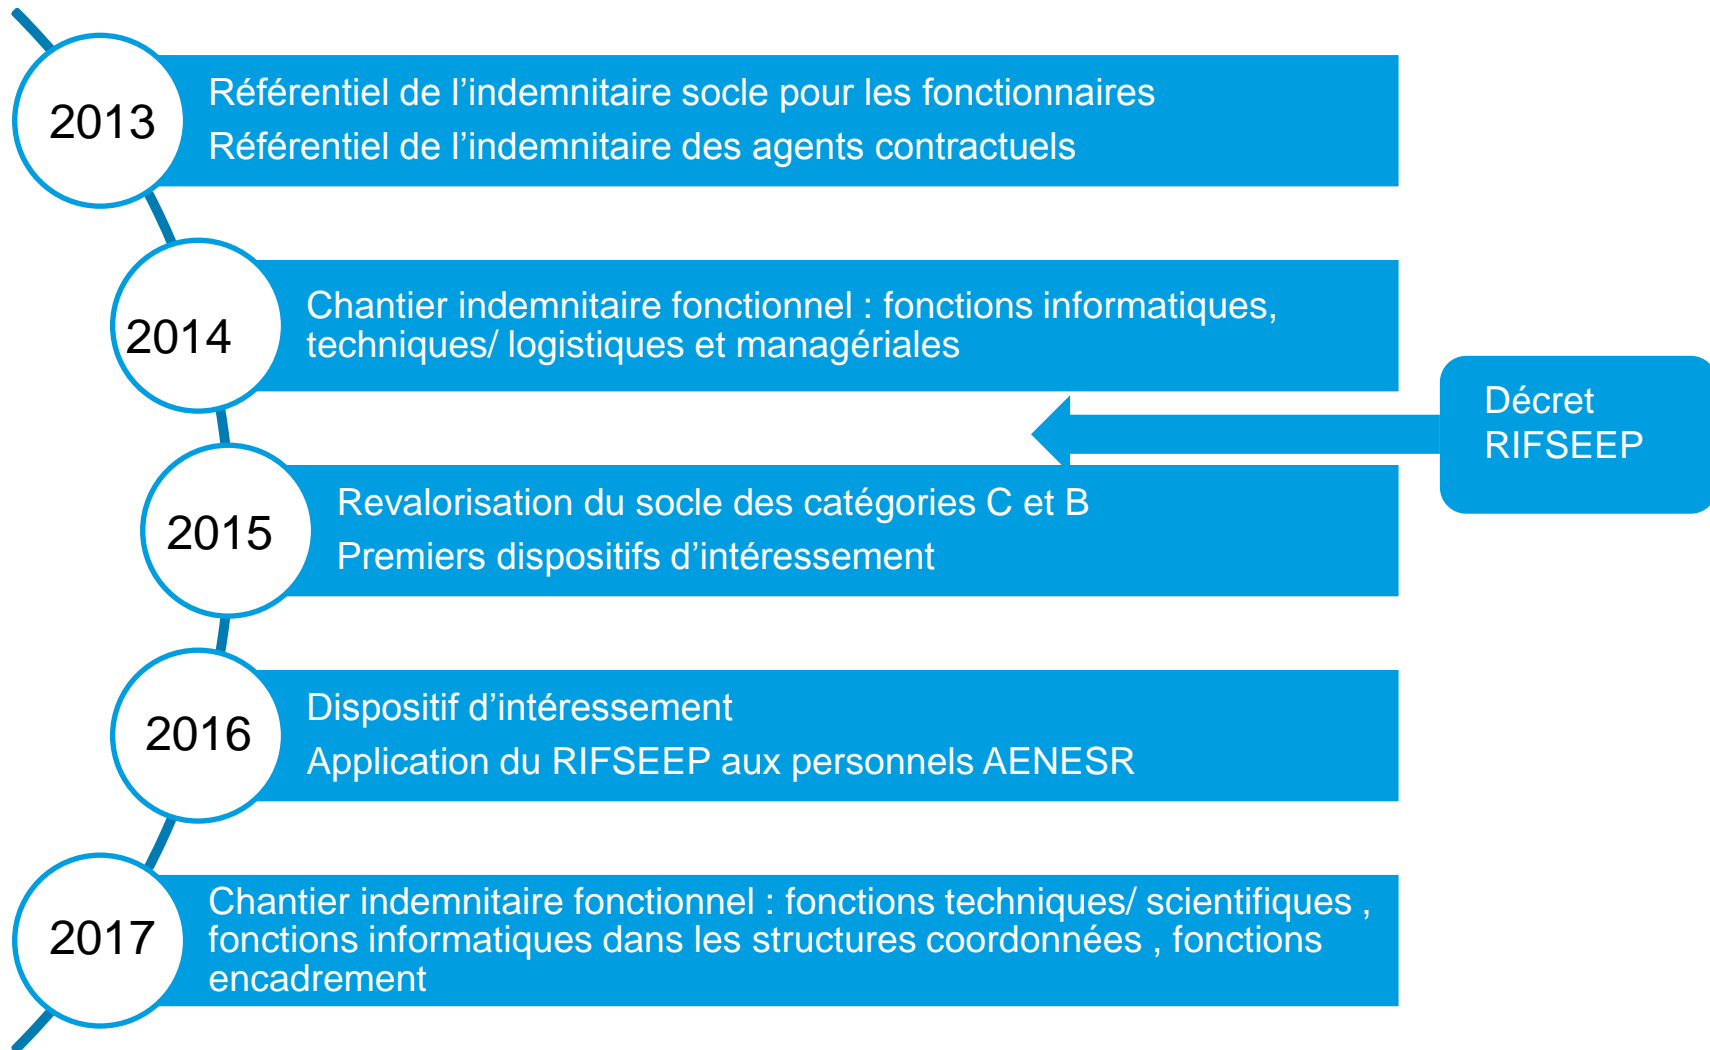 2013
Référentiel de l’indemnitaire socle pour les fonctionnaires
Référentiel de l’indemnitaire des agents contractuels
2014
Chantier indemnitaire fonctionnel : fonctions informatiques,
techniques/ logistiques et managériales
Décret
RIFSEEP
2015
Revalorisation du socle des catégories C et B
Premiers dispositifs d’intéressement
2016
Dispositif d’intéressement
Application du RIFSEEP aux personnels AENESR
2017
Chantier indemnitaire fonctionnel : fonctions techniques/ scientifiques ,
fonctions informatiques dans les structures coordonnées , fonctions
encadrement